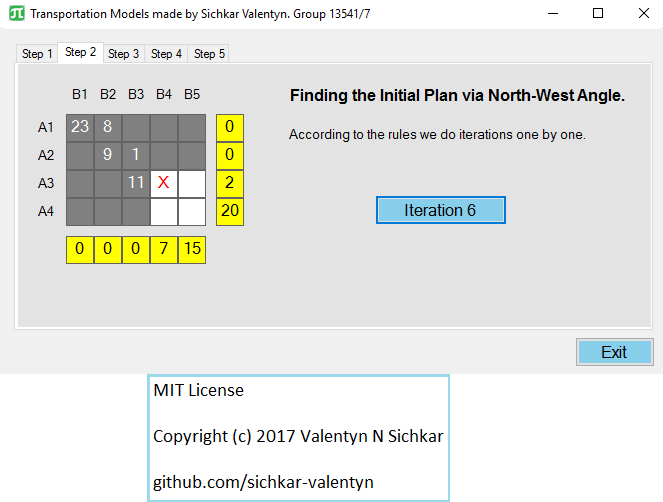 Transportation Models made by Sichkar Valentyn. Group 13541/7
Step 1 Step 2 Step 3 Step 4 Step 5
B1 B2 B3 B4 B5
Finding the Initial Plan via North-West Angle.
A1 23 8 0
According to the rules we do iterations one by one.
A2 9 1 0
A3 11 X 2
A4 20
Iteration 6
0 0 0 7 15
Exit
MIT License
Copyright (c) 2017 Valentyn N Sichkar
github.com/sichkar-valentyn